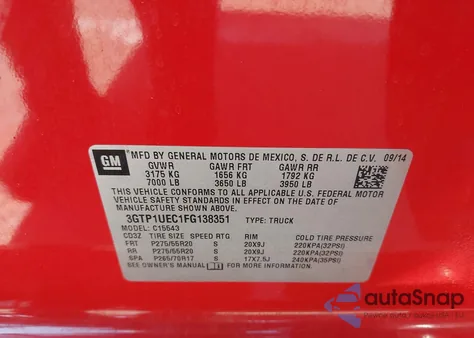 GM
MFD BY GENERAL MOTORS DE MEXICO, S. DE R.L. DE C.V. 09/14
GVWR GAWR FRT GAWR RR
3175 KG 1656 KG 1792 KG
7000 LB 3650 LB 3950 LB
THIS VEHICLE CONFORMS TO ALL APPLICABLE U.S. FEDERAL MOTOR
VEHICLE SAFETY STANDARDS IN EFFECT ON THE DATE OF
MANUFACTURE SHOWN ABOVE.
3GTP1UEC1FG138351 TYPE: TRUCK
MODEL: C15543
CD3Z TIRE SIZE SPEED RTG RIM COLD TIRE PRESSURE
FRT P275/55R20 S 20X9J 220KPA(32PSI)
RR P275/55R20 S 20X9J 220KPA(32PSI)
SPA P265/70R17 S 17X7.5J 240KPA(35PSI)
SEE OWNER'S MANUAL FOR MORE INFORMATION.
autoSnap